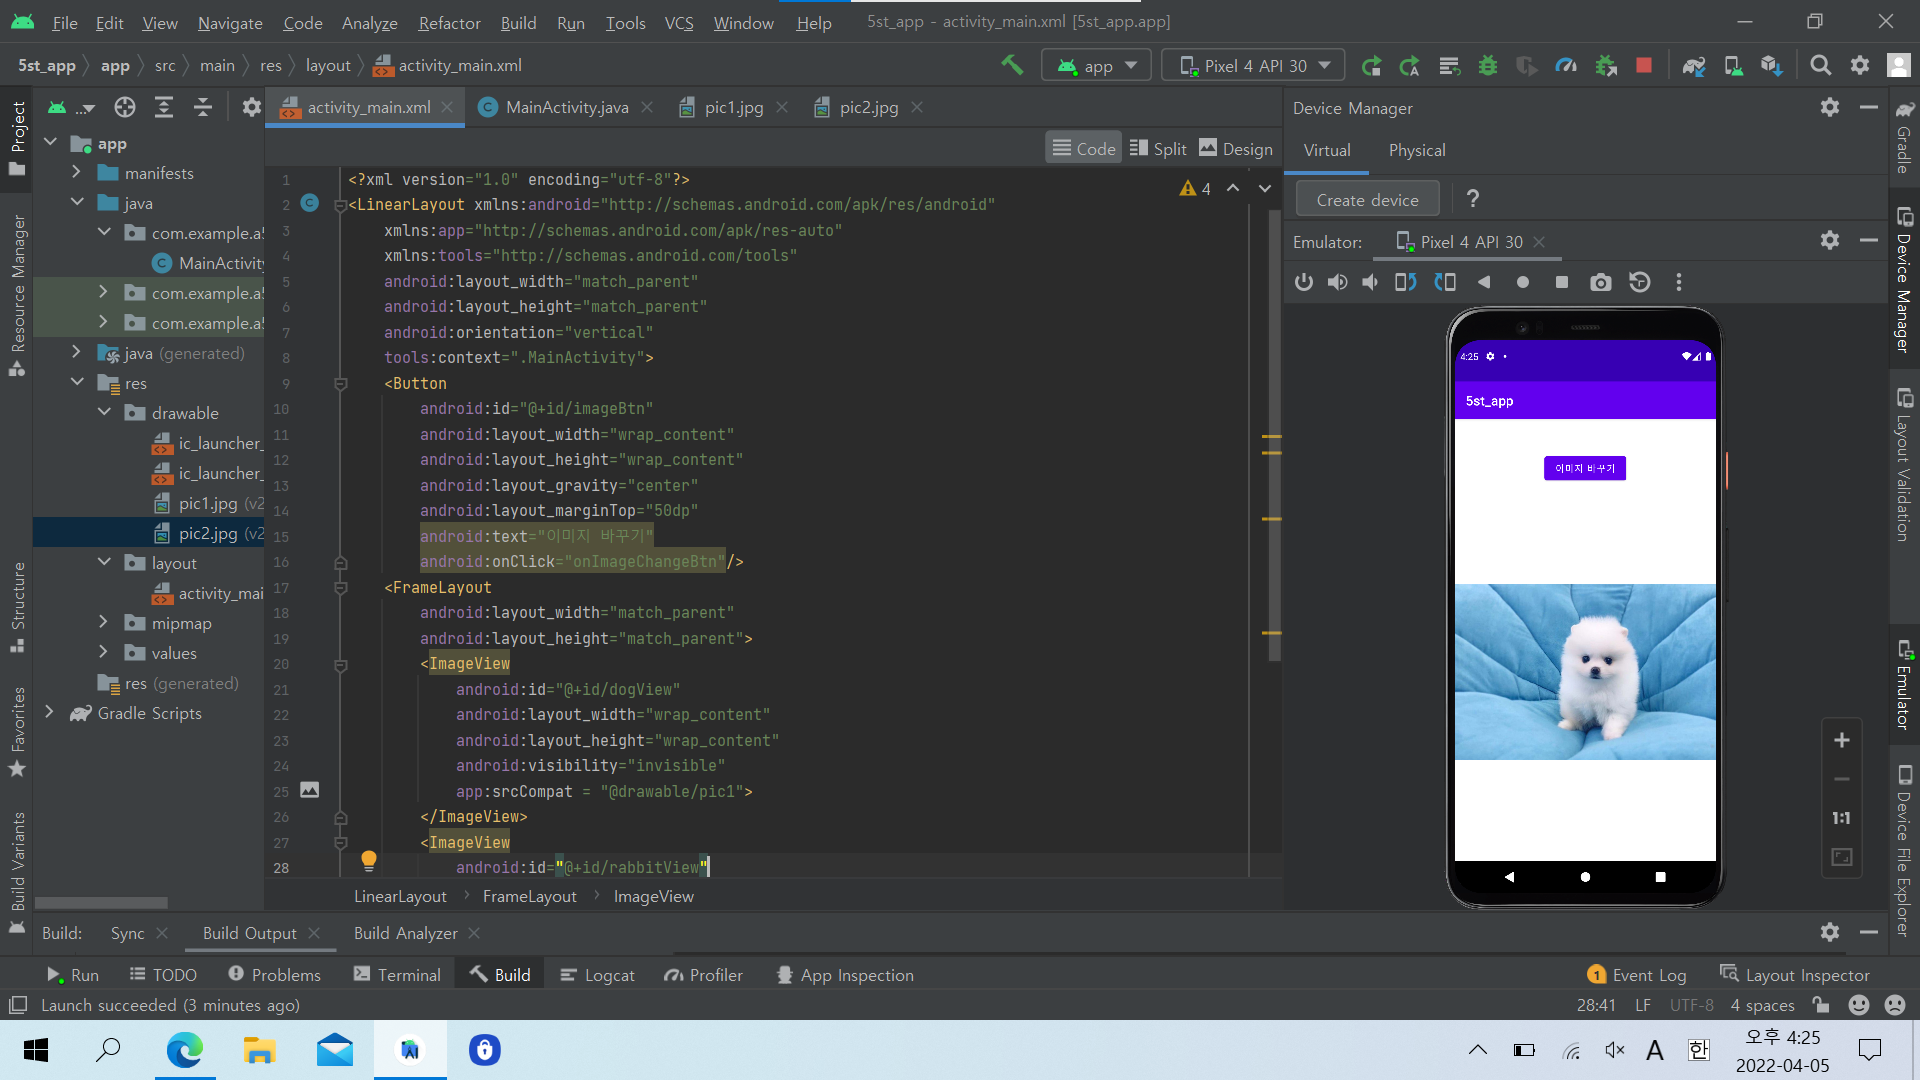 File Edit View Navigate Code Analyze Refactor Build Run Tools VCS Window Help 5st_app - activity_main.xml [5st_app.app]
5st_app app src main res layout activity_main.xml app Pixel 4 API 30
Project
Resource Manager
Structure
Favorites
Build Variants
...
app
manifests
java
com.example.a5
MainActivity
com.example.a5
com.example.a5
java (generated)
res
drawable
ic_launcher_
ic_launcher_
pic1.jpg (v2
pic2.jpg (v2
layout
activity_mai
mipmap
values
res (generated)
Gradle Scripts
activity_main.xml MainActivity.java pic1.jpg pic2.jpg
Code Split Design
4
1 <?xml version="1.0" encoding="utf-8"?>
2 <LinearLayout xmlns:android="http://schemas.android.com/apk/res/android"
3 xmlns:app="http://schemas.android.com/apk/res-auto"
4 xmlns:tools="http://schemas.android.com/tools"
5 android:layout_width="match_parent"
6 android:layout_height="match_parent"
7 android:orientation="vertical"
8 tools:context=".MainActivity">
9 <Button
10 android:id="@+id/imageBtn"
11 android:layout_width="wrap_content"
12 android:layout_height="wrap_content"
13 android:layout_gravity="center"
14 android:layout_marginTop="50dp"
15 android:text="이미지 바꾸기"
16 android:onClick="onImageChangeBtn"/>
17 <FrameLayout
18 android:layout_width="match_parent"
19 android:layout_height="match_parent">
20 <ImageView
21 android:id="@+id/dogView"
22 android:layout_width="wrap_content"
23 android:layout_height="wrap_content"
24 android:visibility="invisible"
25 app:srcCompat = "@drawable/pic1">
26 </ImageView>
27 <ImageView
28 android:id="@+id/rabbitView"
LinearLayout FrameLayout ImageView
Device Manager
Virtual Physical
Create device ?
Emulator: Pixel 4 API 30
4:25
5st_app
이미지 바꾸기
1:1
Gradle
Device Manager
Layout Validation
Emulator
Device File Explorer
Build: Sync Build Output Build Analyzer
Run TODO Problems Terminal Build Logcat Profiler App Inspection 1 Event Log Layout Inspector
Launch succeeded (3 minutes ago) 28:41 LF UTF-8 4 spaces
A 한 오후 4:25
2022-04-05